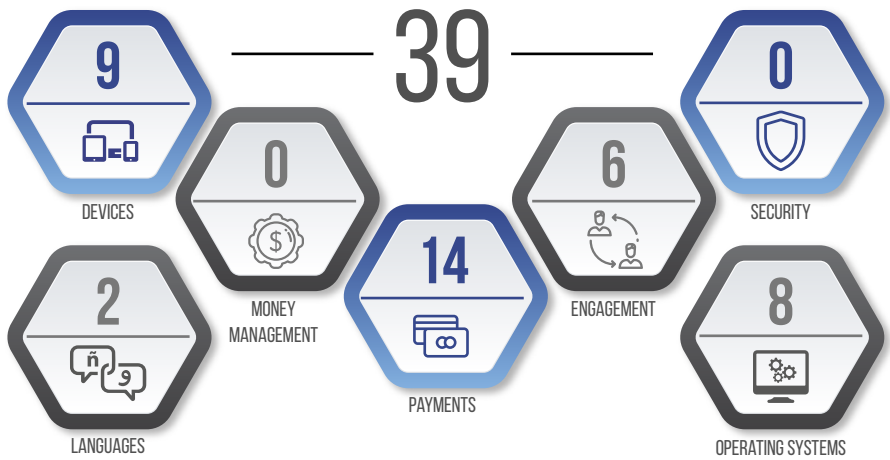 39
9
DEVICES
0
SECURITY
0
MONEY
MANAGEMENT
6
ENGAGEMENT
14
PAYMENTS
2
ñ
و
LANGUAGES
8
OPERATING SYSTEMS
$